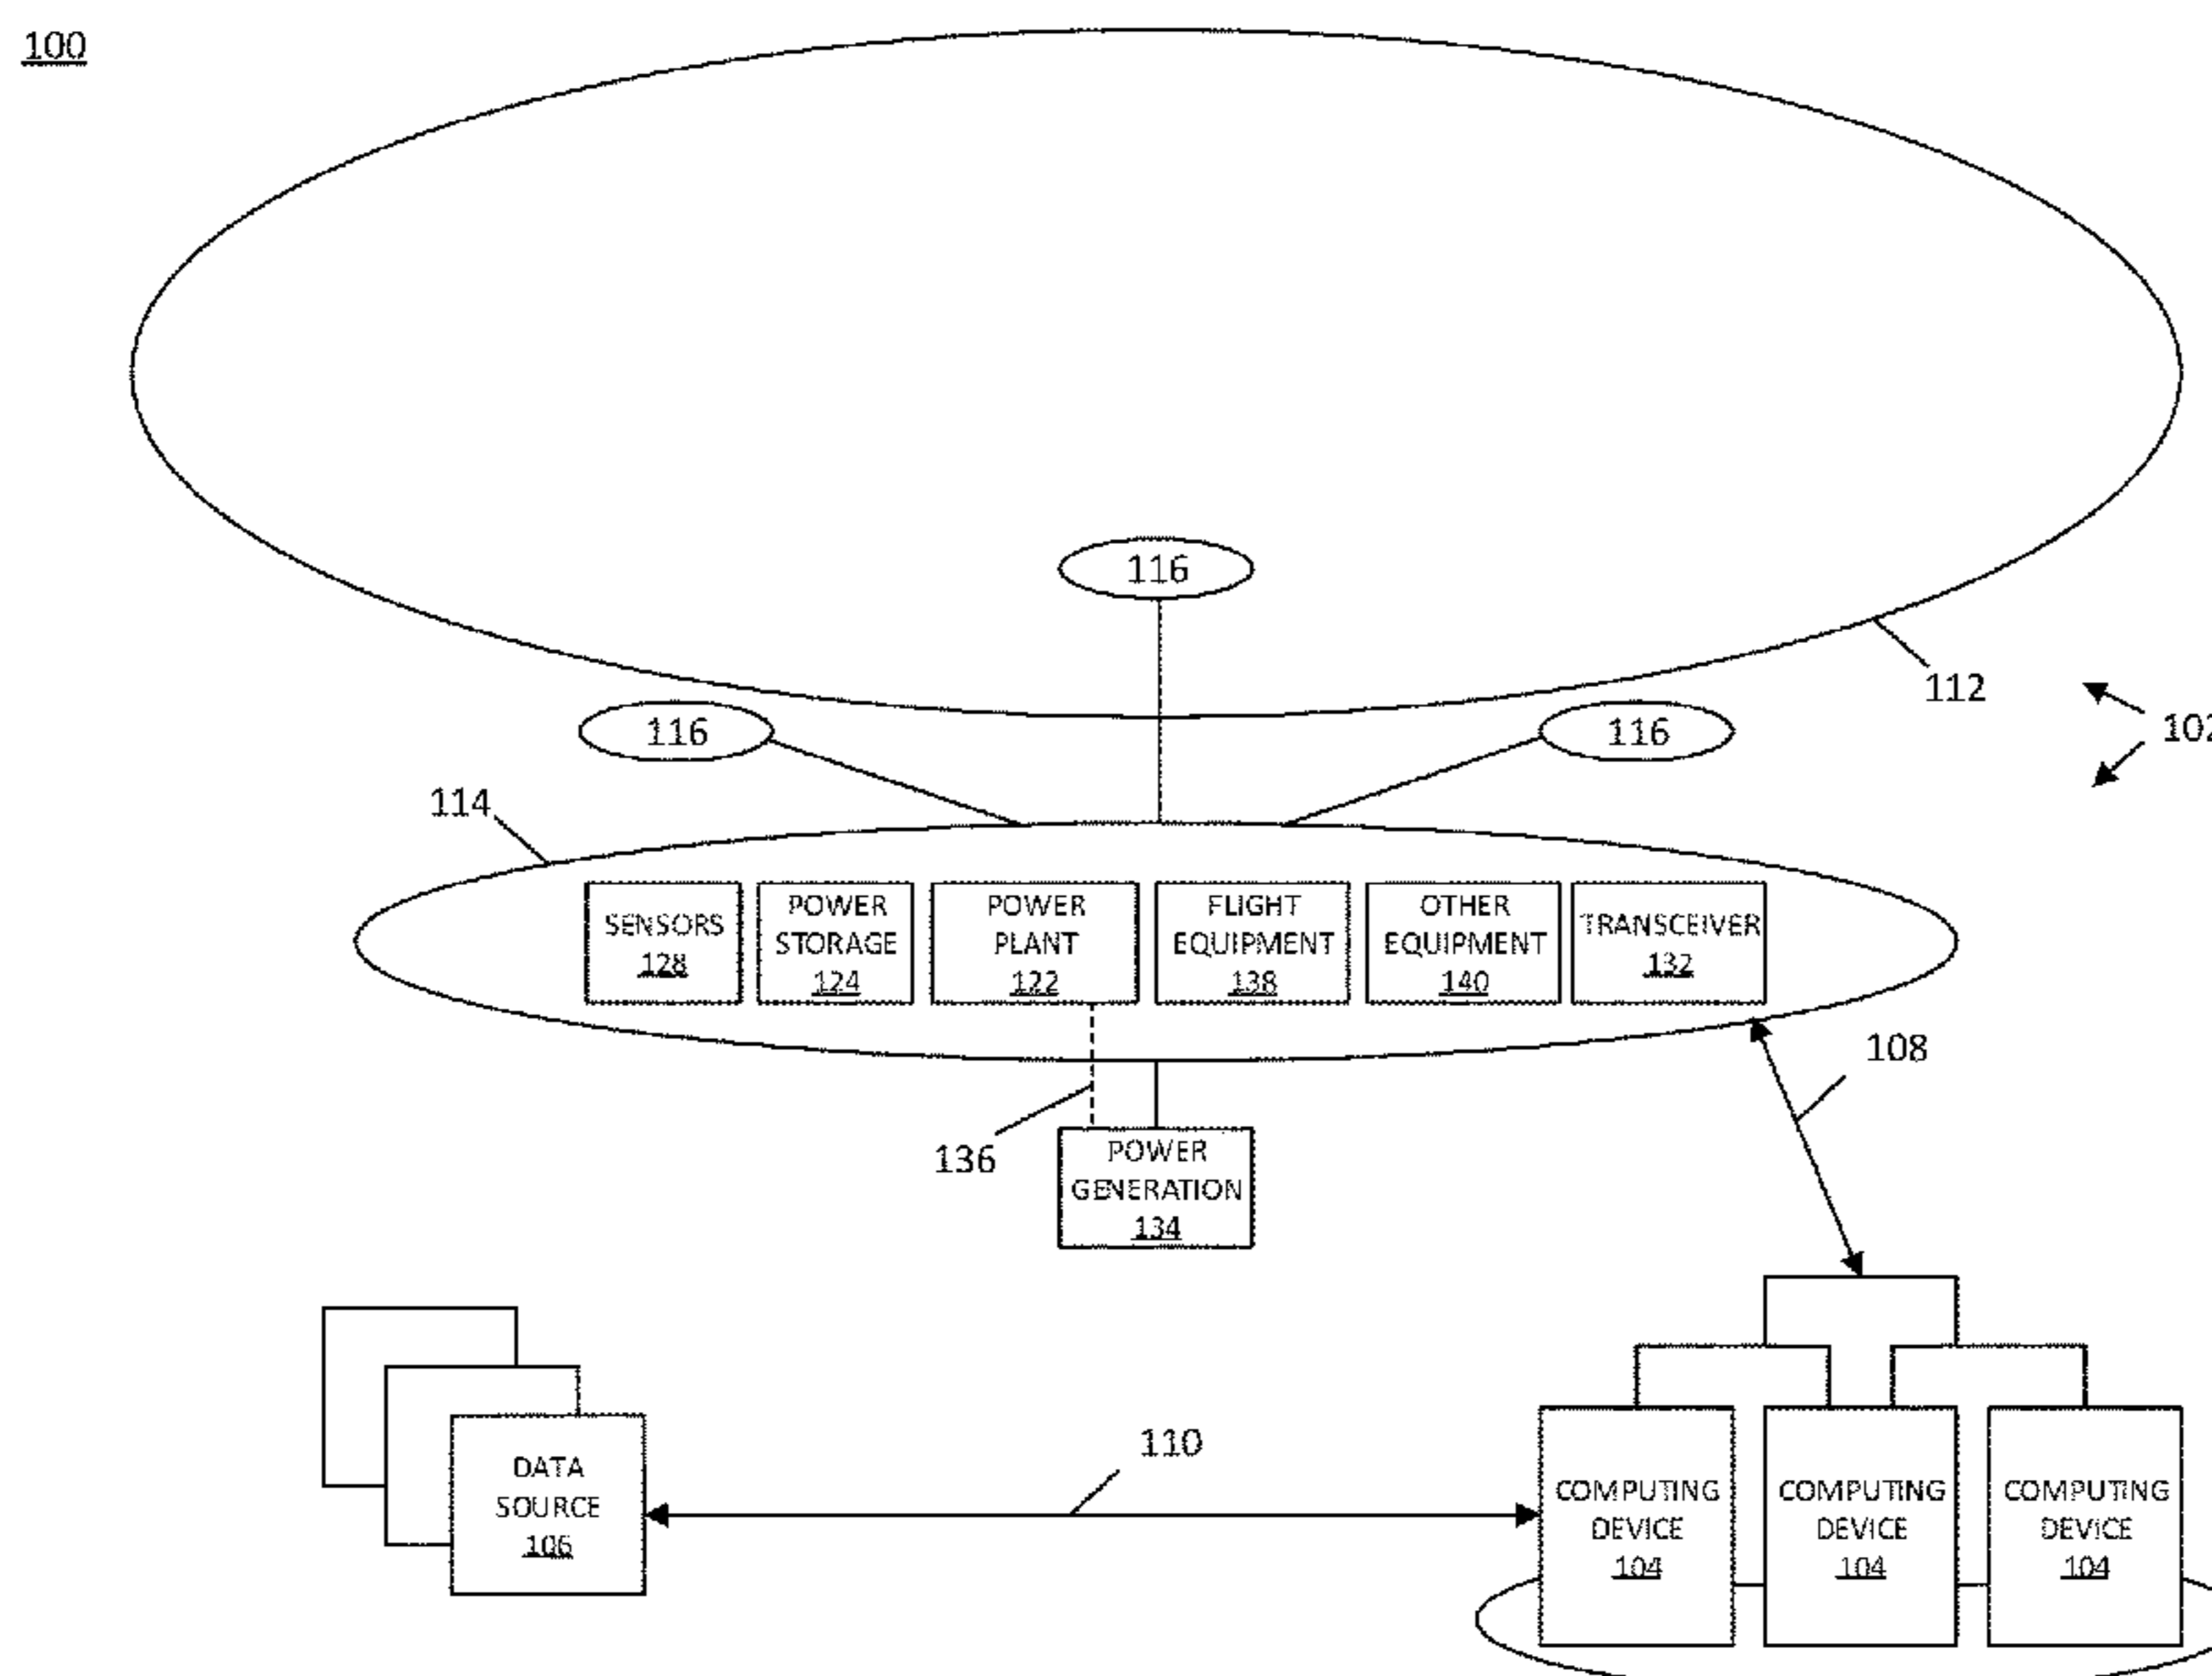 100
116
112
116
116
102
114
SENSORS
128
POWER
STORAGE
124
POWER
PLANT
122
FLIGHT
EQUIPMENT
138
OTHER
EQUIPMENT
140
TRANSCEIVER
132
108
136
POWER
GENERATION
134
110
DATA
SOURCE
106
COMPUTING
DEVICE
104
COMPUTING
DEVICE
104
COMPUTING
DEVICE
104